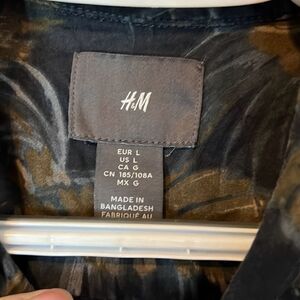 H&M
EUR L
US L
CA G
CN 185/108A
MX G
MADE IN
BANGLADESH
FABRIQUÉ AU